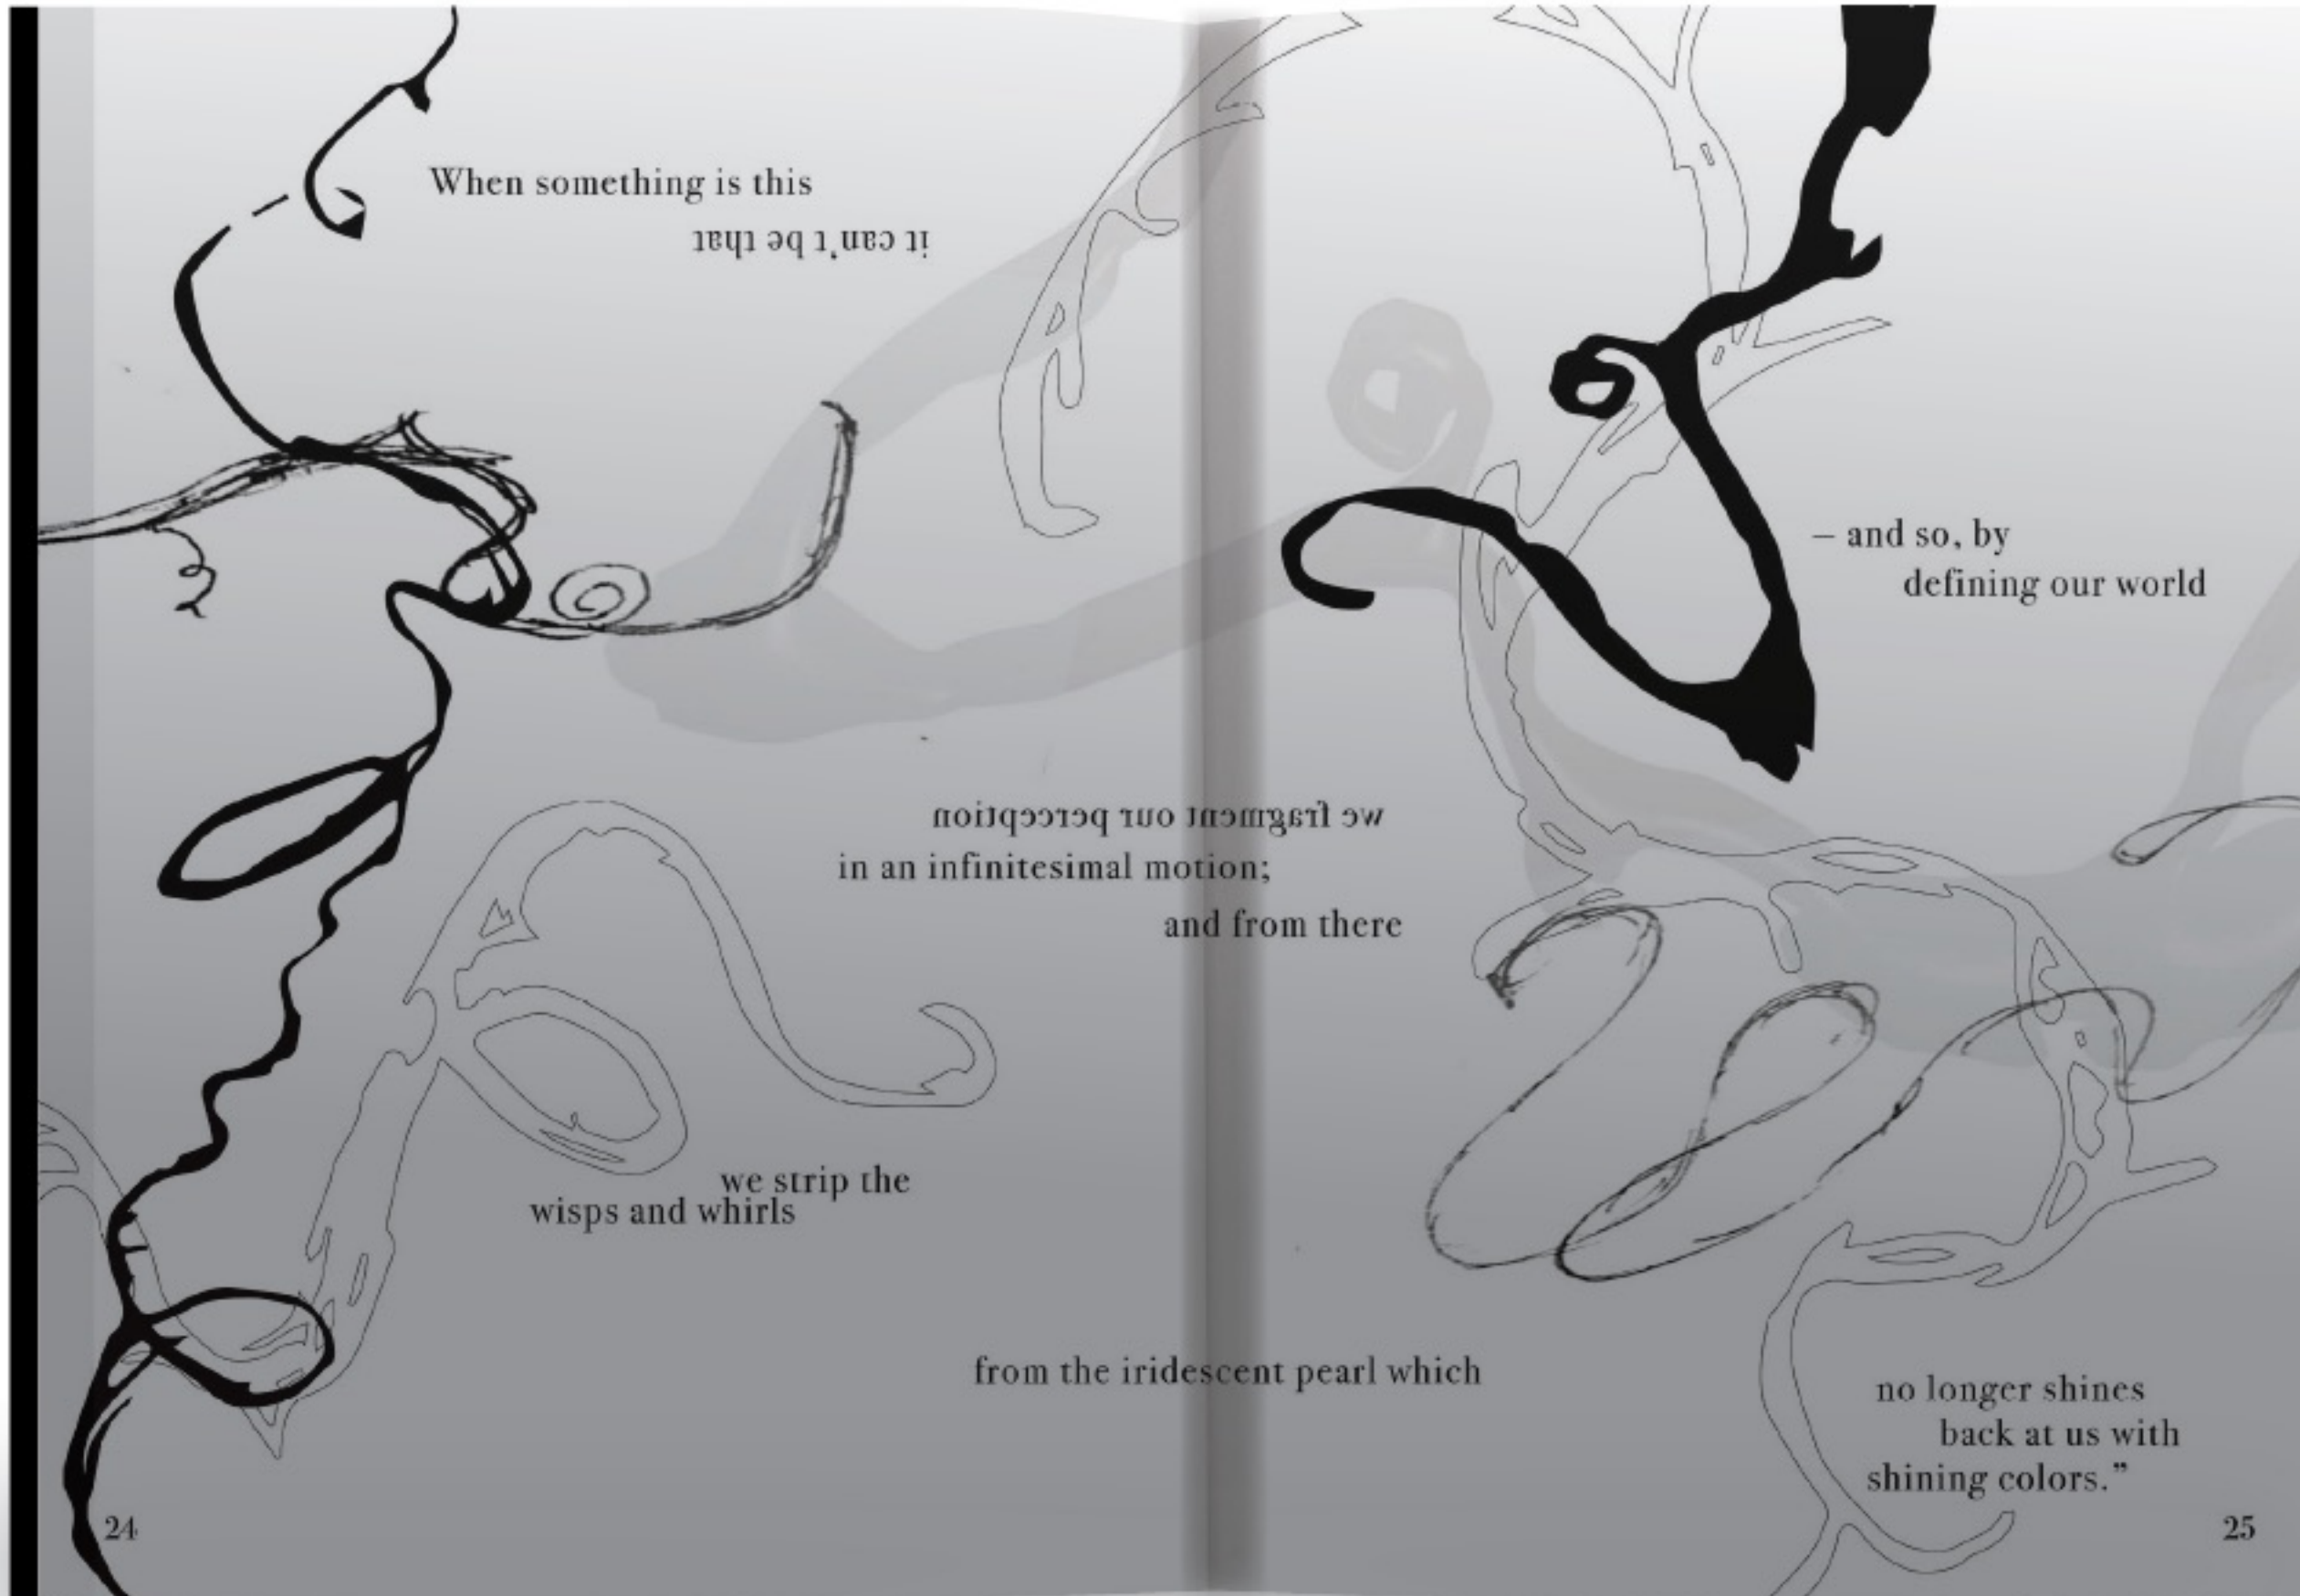 When something is this
it can't be that
– and so, by
defining our world
we fragment our perception
in an infinitesimal motion;
and from there
we strip the
wisps and whirls
from the iridescent pearl which
no longer shines
back at us with
shining colors.”
24
25